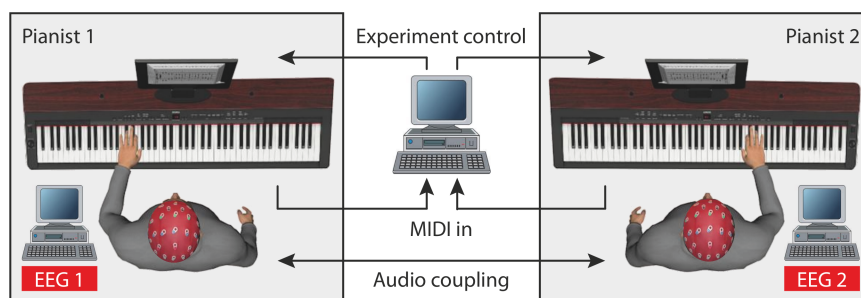 Pianist 1
Experiment control
Pianist 2
MIDI in
EEG 1
Audio coupling
EEG 2